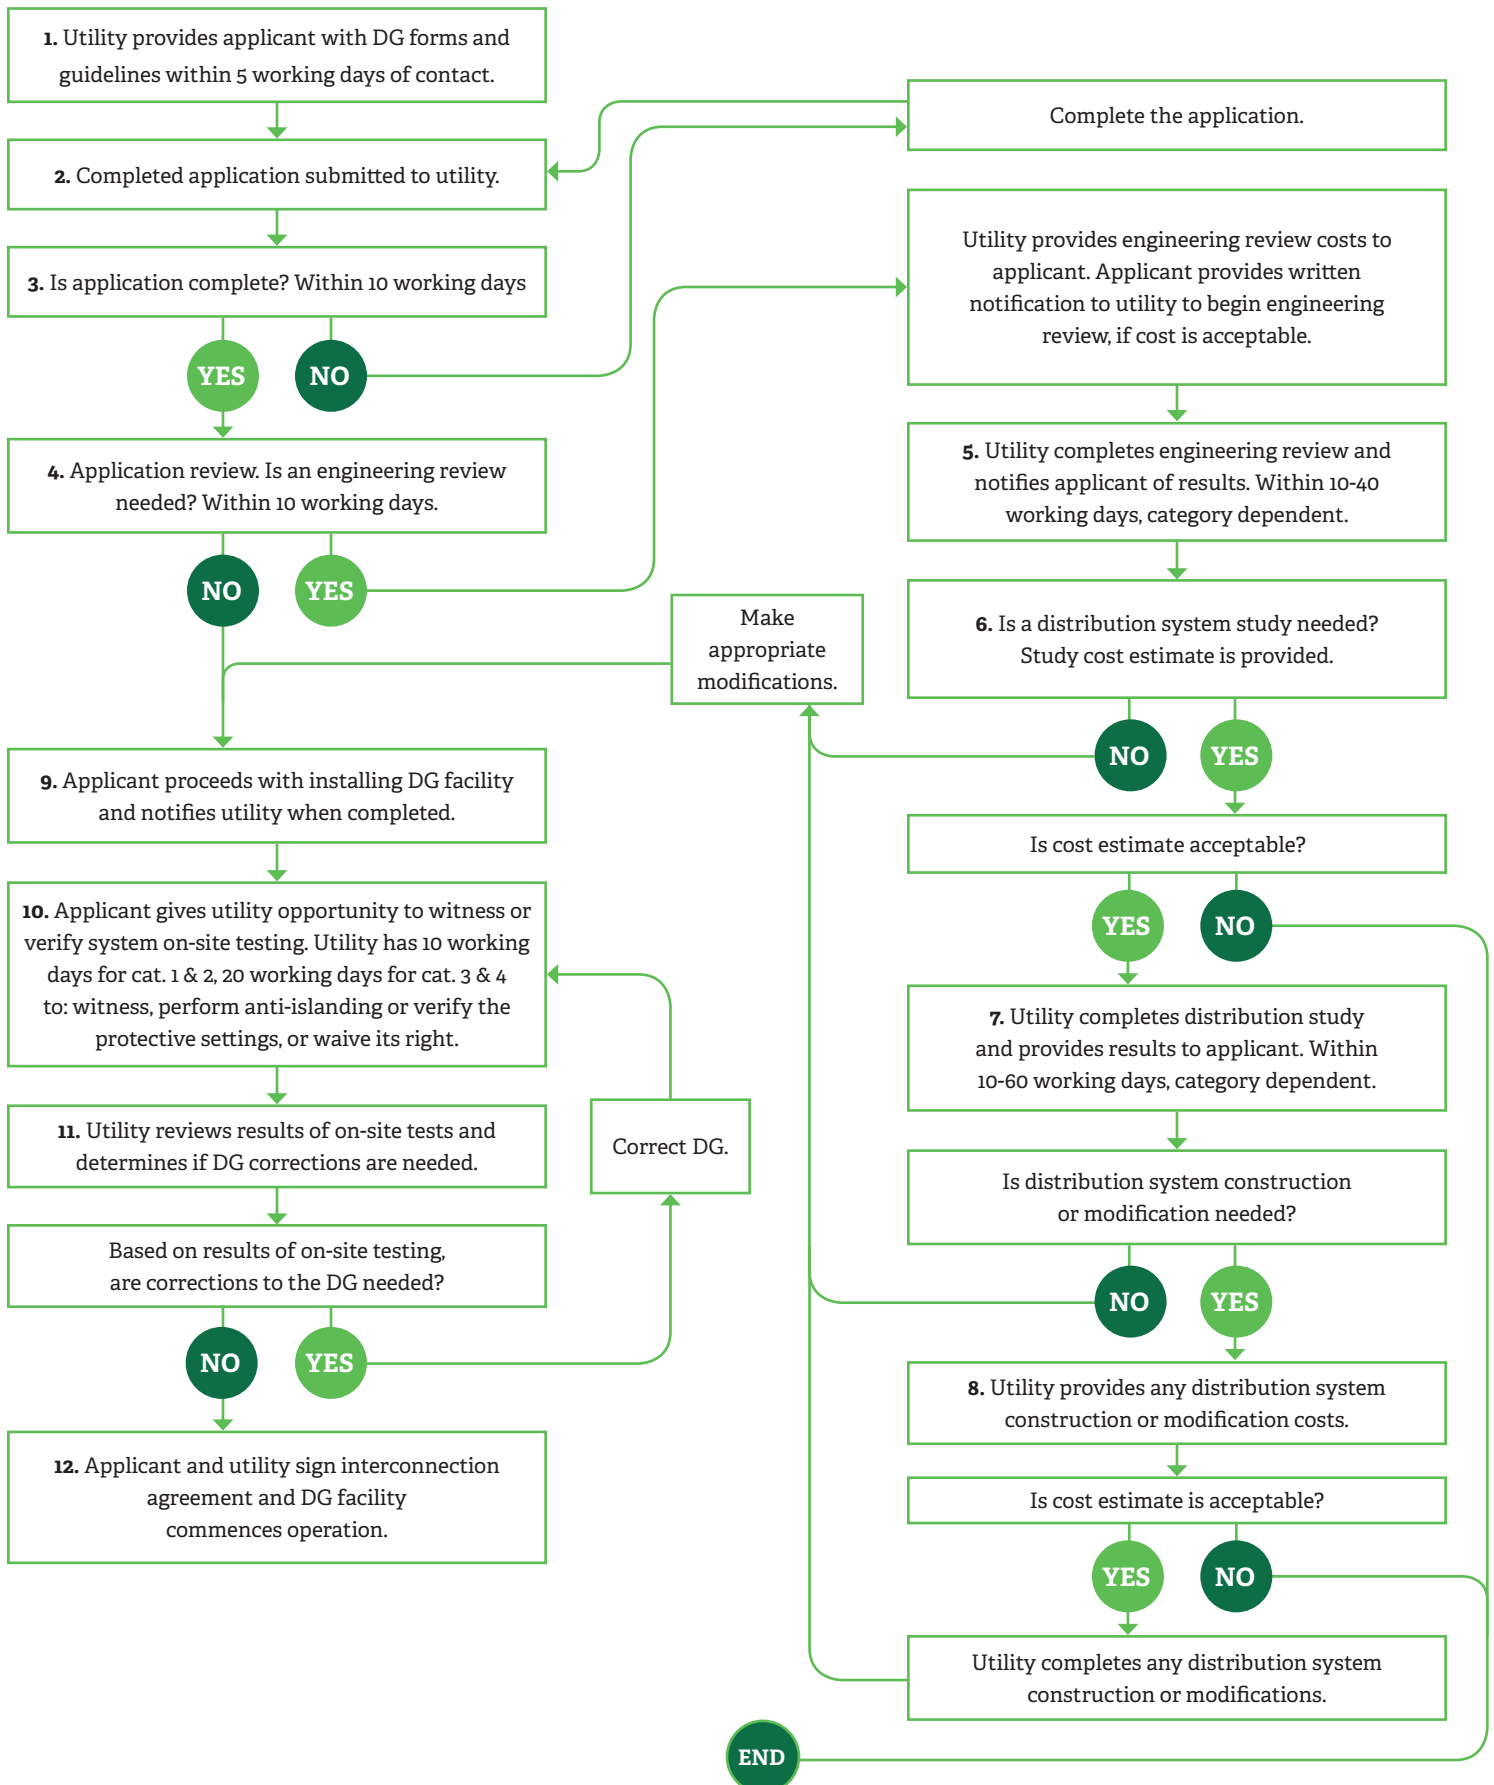 1. Utility provides applicant with DG forms and
guidelines within 5 working days of contact.
2. Completed application submitted to utility.
3. Is application complete? Within 10 working days
YES
NO
4. Application review. Is an engineering review
needed? Within 10 working days.
NO
YES
Make
appropriate
modifications.
9. Applicant proceeds with installing DG facility
and notifies utility when completed.
10. Applicant gives utility opportunity to witness or
verify system on-site testing. Utility has 10 working
days for cat. 1 & 2, 20 working days for cat. 3 & 4
to: witness, perform anti-islanding or verify the
protective settings, or waive its right.
11. Utility reviews results of on-site tests and
determines if DG corrections are needed.
Correct DG.
Based on results of on-site testing,
are corrections to the DG needed?
NO
YES
12. Applicant and utility sign interconnection
agreement and DG facility
commences operation.
Complete the application.
Utility provides engineering review costs to
applicant. Applicant provides written
notification to utility to begin engineering
review, if cost is acceptable.
5. Utility completes engineering review and
notifies applicant of results. Within 10-40
working days, category dependent.
6. Is a distribution system study needed?
Study cost estimate is provided.
NO
YES
Is cost estimate acceptable?
YES
NO
7. Utility completes distribution study
and provides results to applicant. Within
10-60 working days, category dependent.
Is distribution system construction
or modification needed?
NO
YES
8. Utility provides any distribution system
construction or modification costs.
Is cost estimate is acceptable?
YES
NO
Utility completes any distribution system
construction or modifications.
END